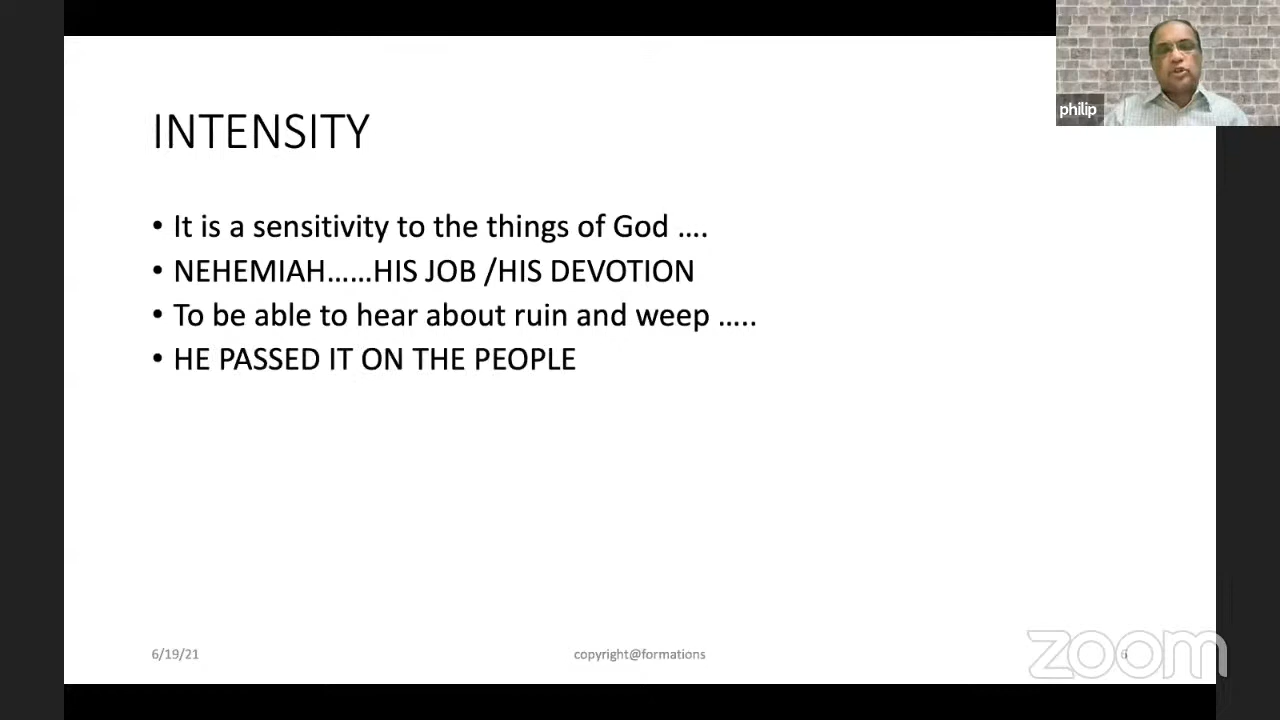 philip
INTENSITY
• It is a sensitivity to the things of God ….
• NEHEMIAH……HIS JOB /HIS DEVOTION
• To be able to hear about ruin and weep …..
• HE PASSED IT ON THE PEOPLE
6/19/21
copyright@formations
6
zoom